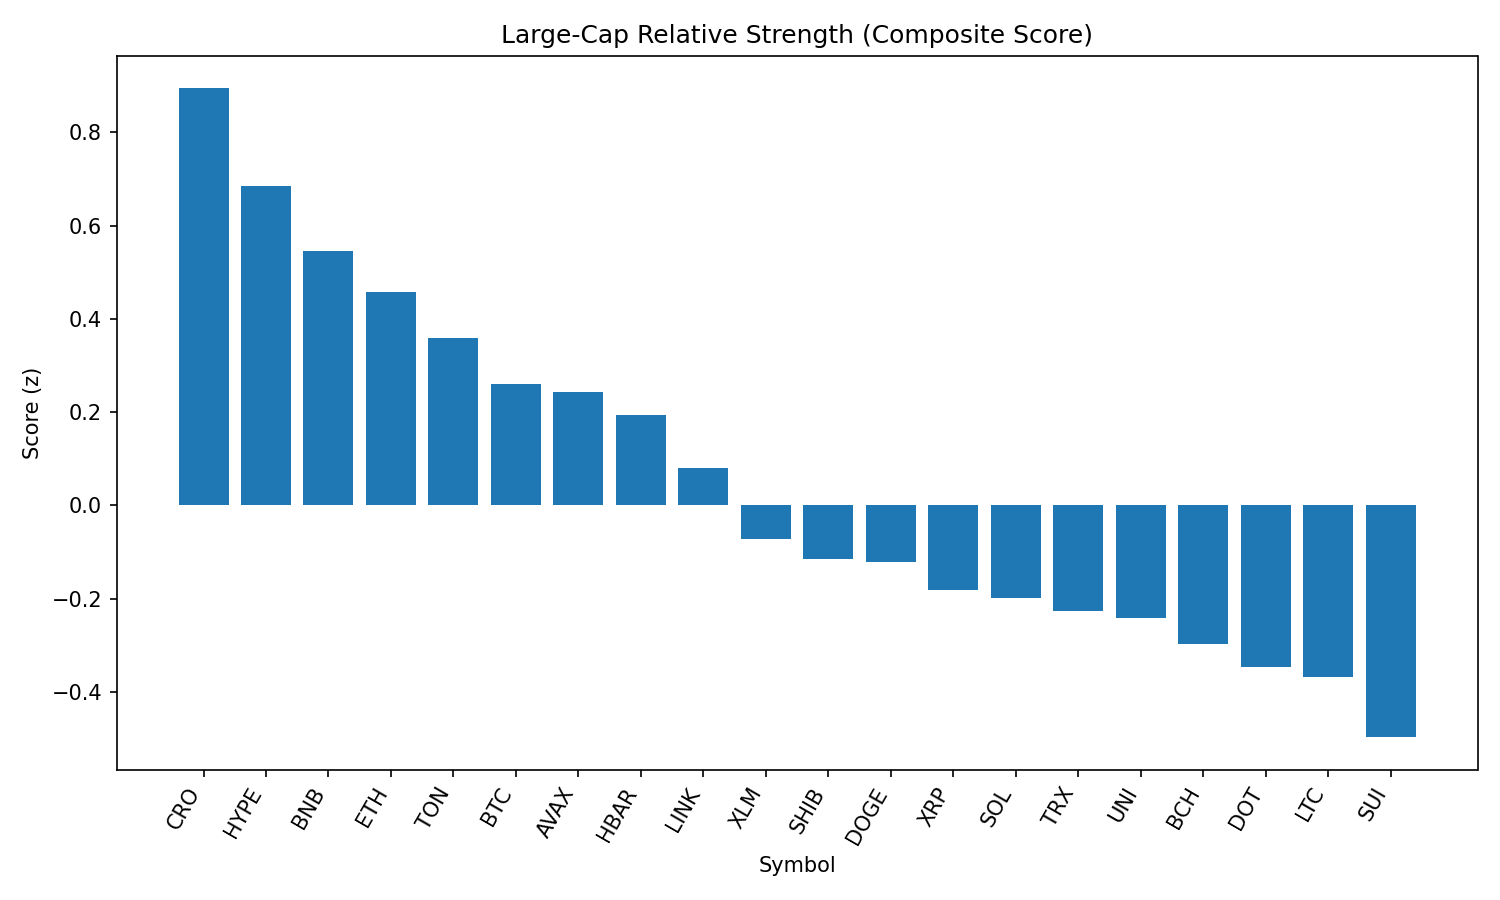 Large-Cap Relative Strength (Composite Score)
Score (z)
0.8
0.6
0.4
0.2
0.0
−0.2
−0.4
CRO
HYPE
BNB
ETH
TON
BTC
AVAX
HBAR
LINK
XLM
SHIB
DOGE
XRP
SOL
TRX
UNI
BCH
DOT
LTC
SUI
Symbol